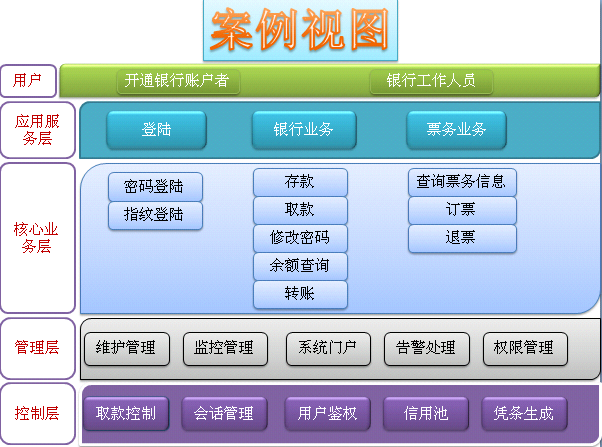 案例视图
用户
开通银行账户者
银行工作人员
应用服
务层
登陆
银行业务
票务业务
核心业
务层
密码登陆
指纹登陆
存款
取款
修改密码
余额查询
转账
查询票务信息
订票
退票
管理层
维护管理
监控管理
系统门户
告警处理
权限管理
控制层
取款控制
会话管理
用户鉴权
信用池
凭条生成